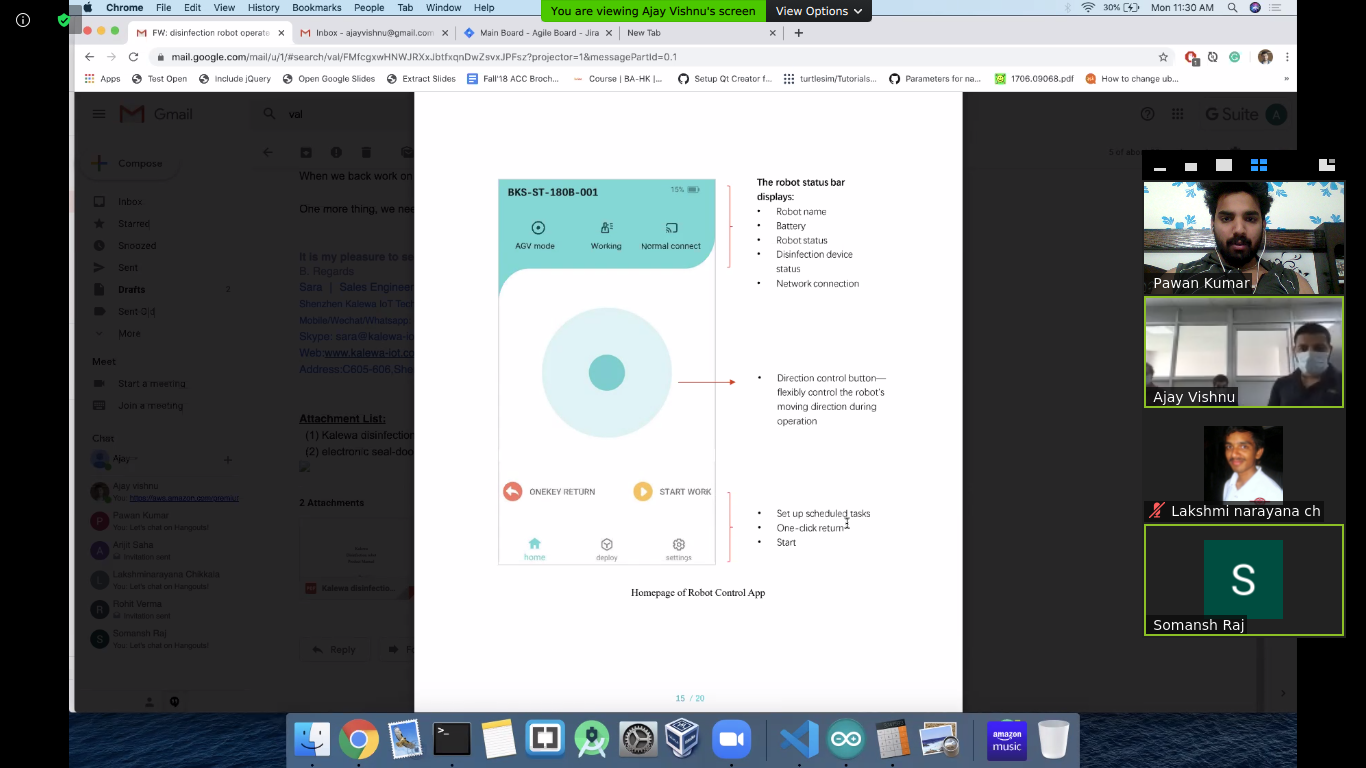 You are viewing Ajay Vishnu's screen
View Options
Chrome File Edit View History Bookmarks People Tab Window Help
30% Mon 11:30 AM
FW: disinfection robot operate
Inbox - ajayvishnu@gmail.com
Main Board - Agile Board - Jira
New Tab
mail.google.com/mail/u/1/#search/val/FMfcgxwHNWJRXxJbtfxqnDwZsvxJPFsz?projector=1&messagePartId=0.1
Apps Test Open Include jQuery Open Google Slides Extract Slides Fall'18 ACC Broch... Course | BA-HK |... Setup Qt Creator f... turtlesim/Tutorials... Parameters for na... 1706.09068.pdf How to change ub...
Gmail
val
G Suite
A
Compose
Inbox
Starred
Snoozed
Sent
Drafts 2
Sent Gjd
More
Meet
Start a meeting
Join a meeting
Chat
Ajay
Ajay vishnu
Pawan Kumar
You: Let's chat on Hangouts!
Arijit Saha
Invitation sent
Lakshminarayana Chikkala
You: Let's chat on Hangouts!
Rohit Verma
Invitation sent
Somansh Raj
You: Let's chat on Hangouts!
When we back work on
One more thing, we nee
It is my pleasure to se
B. Regards
Sara | Sales Engineer
Shenzhen Kalewa IoT Tech
Mobile/Wechat/Whatsapp
Skype: sara@kalewa-io
Web:www.kalewa-iot.co
Address:C605-606,She
Attachment List:
(1) Kalewa disinfection
(2) electronic seal-doc
2 Attachments
Kalewa disinfectio...
Reply
BKS-ST-180B-001
15%
AGV mode Working Normal connect
ONEKEY RETURN START WORK
home deploy settings
The robot status bar
displays:
• Robot name
• Battery
• Robot status
• Disinfection device
status
• Network connection
• Direction control button—
flexibly control the robot's
moving direction during
operation
• Set up scheduled tasks
• One-click return
• Start
Homepage of Robot Control App
15 / 20
Pawan Kumar
Ajay Vishnu
Lakshmi narayana ch
S
Somansh Raj
amazon
music